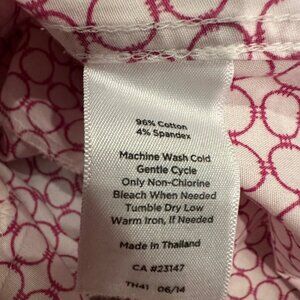 96% Cotton
4% Spandex
Machine Wash Cold
Gentle Cycle
Only Non-Chlorine
Bleach When Needed
Tumble Dry Low
Warm Iron, If Needed
Made In Thailand
CA #23147
TH41 06/14